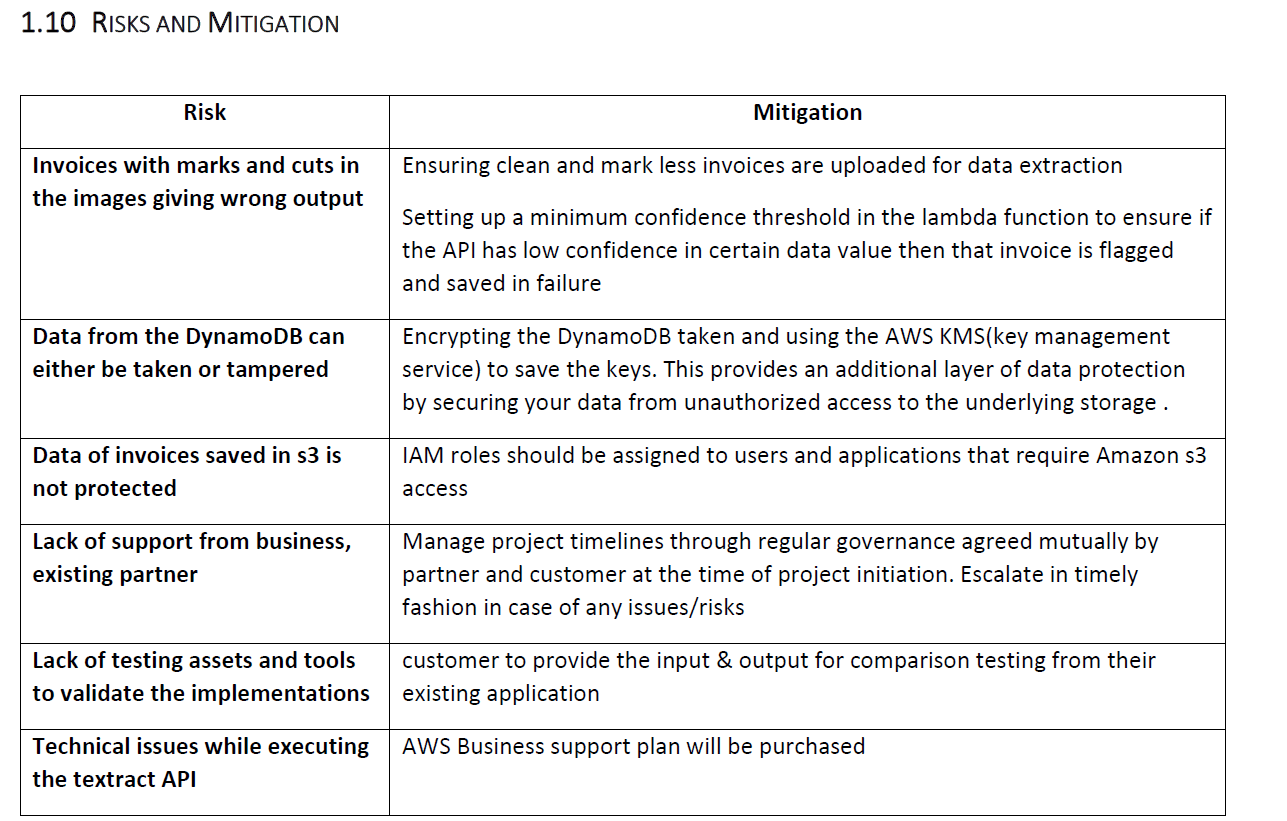 1.10 RISKS AND MITIGATION
Risk
Mitigation
Invoices with marks and cuts in
the images giving wrong output
Ensuring clean and mark less invoices are uploaded for data extraction
Setting up a minimum confidence threshold in the lambda function to ensure if
the API has low confidence in certain data value then that invoice is flagged
and saved in failure
Data from the DynamoDB can
either be taken or tampered
Encrypting the DynamoDB taken and using the AWS KMS(key management
service) to save the keys. This provides an additional layer of data protection
by securing your data from unauthorized access to the underlying storage .
Data of invoices saved in s3 is
not protected
IAM roles should be assigned to users and applications that require Amazon s3
access
Lack of support from business,
existing partner
Manage project timelines through regular governance agreed mutually by
partner and customer at the time of project initiation. Escalate in timely
fashion in case of any issues/risks
Lack of testing assets and tools
to validate the implementations
customer to provide the input & output for comparison testing from their
existing application
Technical issues while executing
the textract API
AWS Business support plan will be purchased